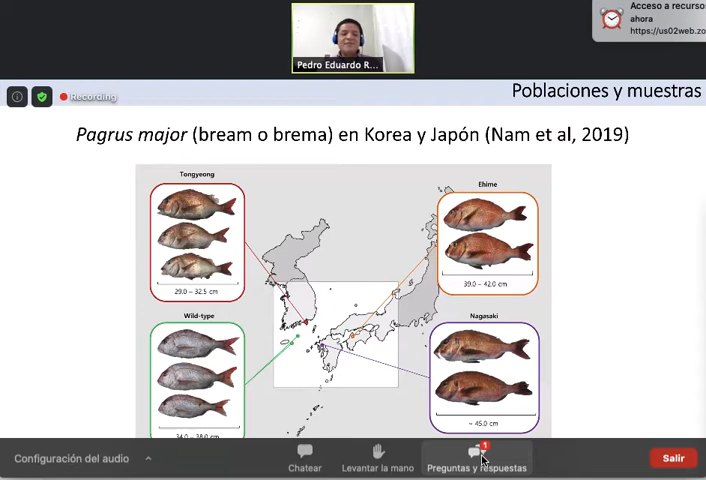 Acceso a recurso
ahora
https://us02web.zo
Pedro Eduardo R...
Recording
Poblaciones y muestras
Pagrus major (bream o brema) en Korea y Japón (Nam et al, 2019)
Tongyeong
29.0 – 32.5 cm
Ehime
39.0 – 42.0 cm
Wild-type
34.0 – 38.0 cm
Nagasaki
~ 45.0 cm
Configuración del audio
Chatear
Levantar la mano
1
Preguntas y respuestas
Salir